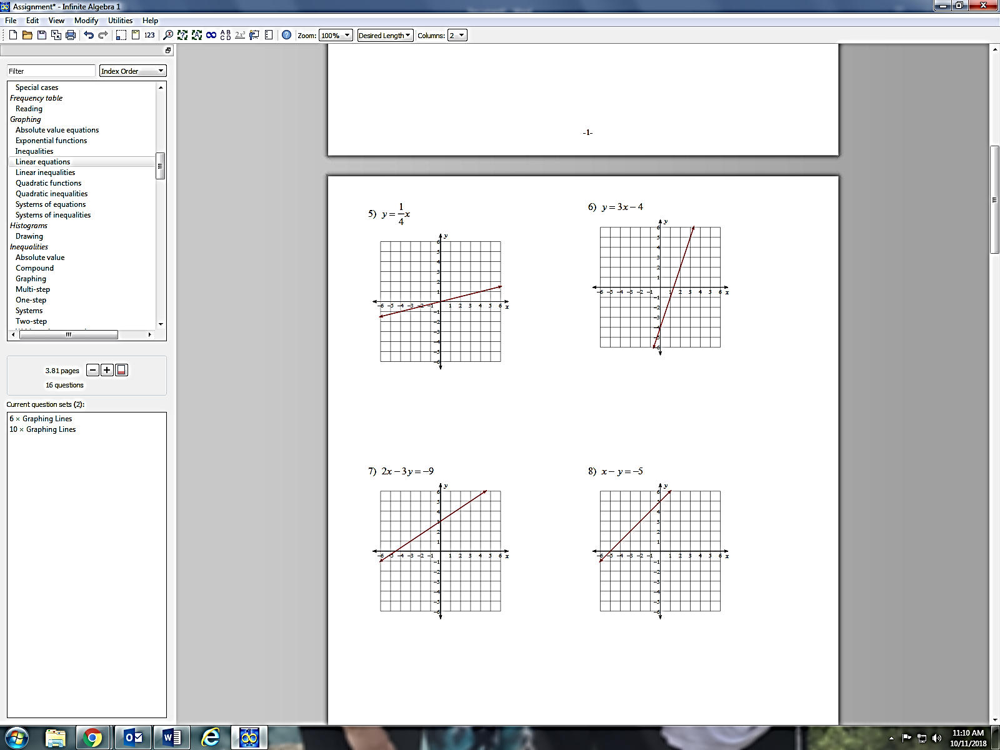 Assignment* - Infinite Algebra 1
File Edit View Modify Utilities Help
123 A B C D 2x³ ? Zoom: 100% Desired Length Columns: 2
Filter Index Order
Special cases
Frequency table
Reading
Graphing
Absolute value equations
Exponential functions
Inequalities
Linear equations
Linear inequalities
Quadratic functions
Quadratic inequalities
Systems of equations
Systems of inequalities
Histograms
Drawing
Inequalities
Absolute value
Compound
Graphing
Multi-step
One-step
Systems
Two-step
3.81 pages
16 questions
Current question sets (2):
6 × Graphing Lines
10 × Graphing Lines
-1-
5) y = 1/4 x
y
6
5
4
3
2
1
−6 −5 −4 −3 −2 −1 1 2 3 4 5 6 x
−1
−2
−3
−4
−5
−6
6) y = 3x − 4
y
6
5
4
3
2
1
−6 −5 −4 −3 −2 −1 1 2 3 4 5 6 x
−1
−2
−3
−4
−5
−6
7) 2x − 3y = −9
y
6
5
4
3
2
1
−6 −5 −4 −3 −2 −1 1 2 3 4 5 6 x
−1
−2
−3
−4
−5
−6
8) x − y = −5
y
6
5
4
3
2
1
−6 −5 −4 −3 −2 −1 1 2 3 4 5 6 x
−1
−2
−3
−4
−5
−6
11:10 AM
10/11/2018